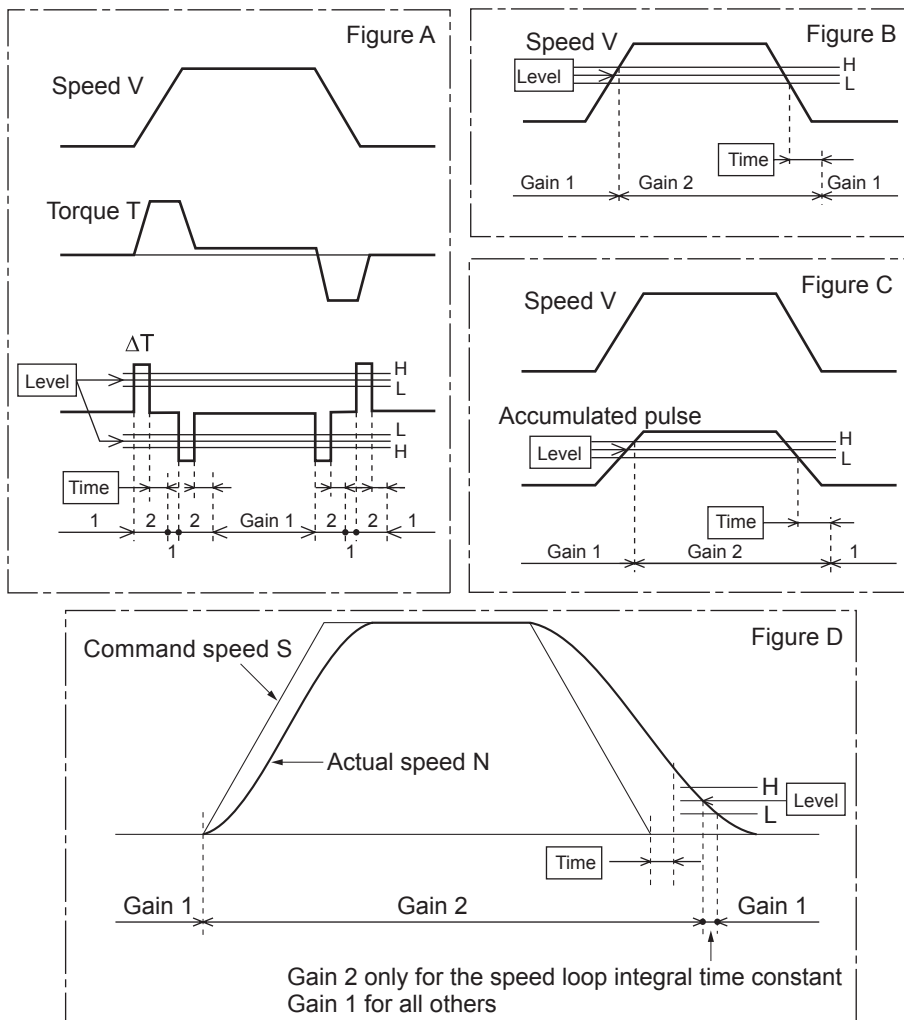 Figure A
Speed V
Torque T
ΔT
H
L
Level
L
H
Time
1 2 2 Gain 1 2 2 1
1 1
Figure B
Speed V
H
Level
L
Time
Gain 1 Gain 2 Gain 1
Figure C
Speed V
Accumulated pulse
H
Level
L
Time
Gain 1 Gain 2 1
Figure D
Command speed S
Actual speed N
H
Level
L
Time
Gain 1 Gain 2 Gain 1
Gain 2 only for the speed loop integral time constant
Gain 1 for all others